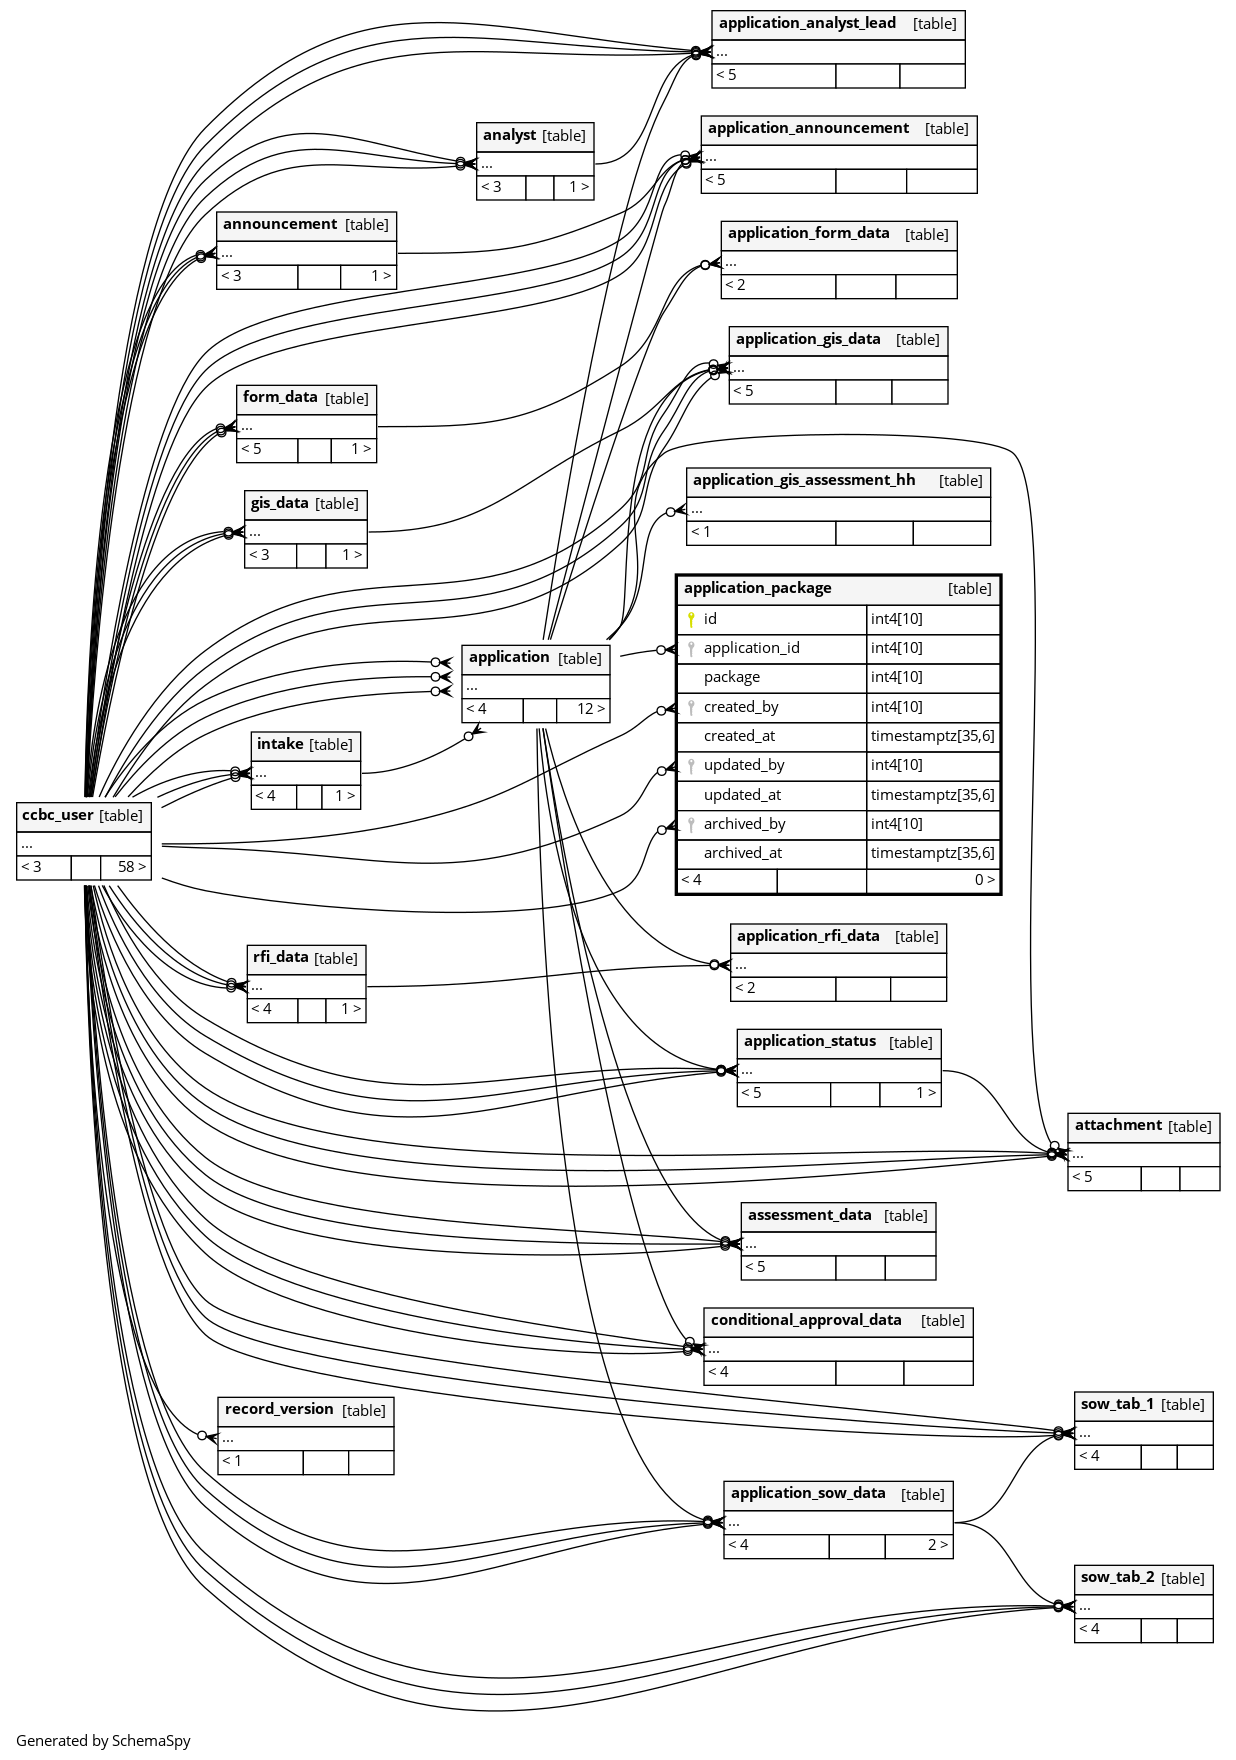 application_analyst_lead [table]
...
< 5
analyst [table]
...
< 3 1 >
application_announcement [table]
...
< 5
announcement [table]
...
< 3 1 >
application_form_data [table]
...
< 2
application_gis_data [table]
...
< 5
form_data [table]
...
< 5 1 >
application_gis_assessment_hh [table]
...
< 1
gis_data [table]
...
< 3 1 >
application_package [table]
id int4[10]
application_id int4[10]
package int4[10]
created_by int4[10]
created_at timestamptz[35,6]
updated_by int4[10]
updated_at timestamptz[35,6]
archived_by int4[10]
archived_at timestamptz[35,6]
< 4 0 >
application [table]
...
< 4 12 >
intake [table]
...
< 4 1 >
ccbc_user [table]
...
< 3 58 >
application_rfi_data [table]
...
< 2
rfi_data [table]
...
< 4 1 >
application_status [table]
...
< 5 1 >
attachment [table]
...
< 5
assessment_data [table]
...
< 5
conditional_approval_data [table]
...
< 4
record_version [table]
...
< 1
sow_tab_1 [table]
...
< 4
application_sow_data [table]
...
< 4 2 >
sow_tab_2 [table]
...
< 4
Generated by SchemaSpy